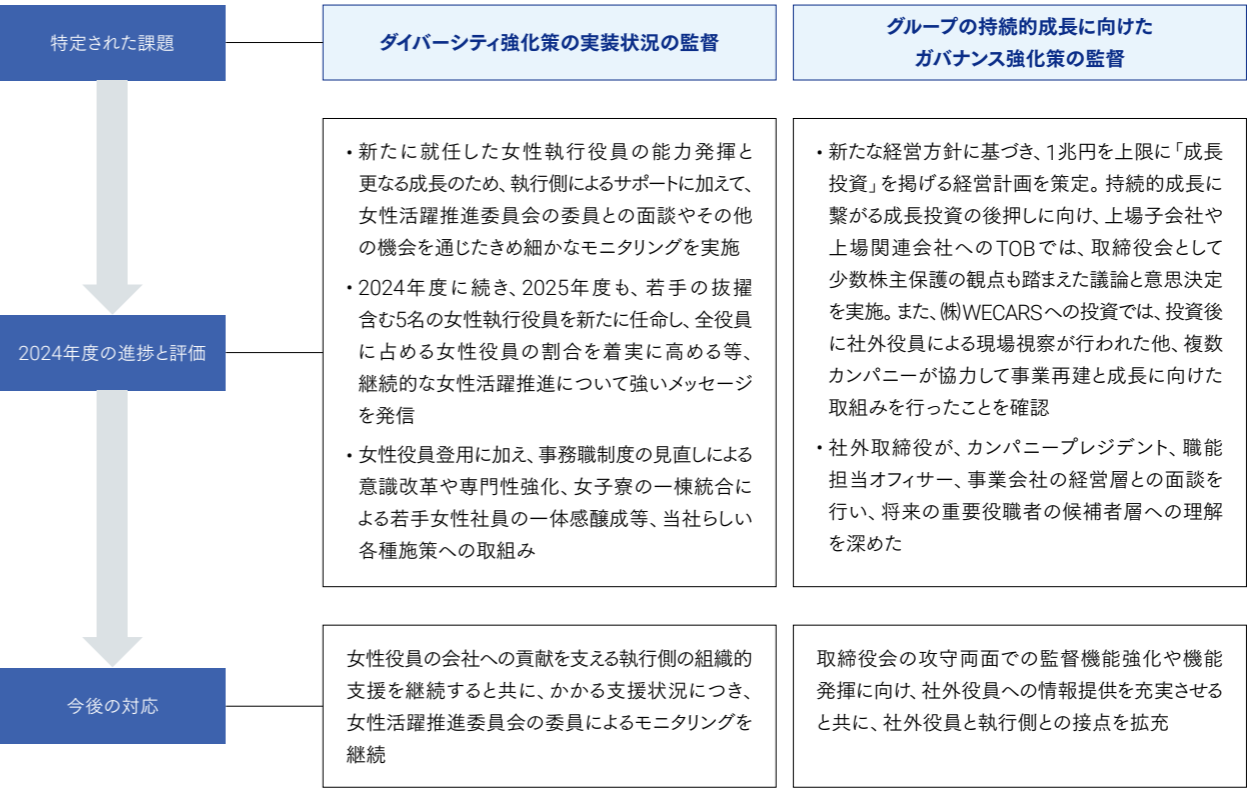 特定された課題
ダイバーシティ強化策の実装状況の監督
グループの持続的成長に向けた
ガバナンス強化策の監督
2024年度の進捗と評価
・新たに就任した女性執行役員の能力発揮と
更なる成長のため、執行側によるサポートに加えて、
女性活躍推進委員会の委員との面談やその他
の機会を通じたきめ細かなモニタリングを実施
・2024年度に続き、2025年度も、若手の抜擢
含む5名の女性執行役員を新たに任命し、全役員
に占める女性役員の割合を着実に高める等、
継続的な女性活躍推進について強いメッセージ
を発信
・女性役員登用に加え、事務職制度の見直しによる
意識改革や専門性強化、女子寮の一棟統合に
よる若手女性社員の一体感醸成等、当社らしい
各種施策への取組み
・新たな経営方針に基づき、1兆円を上限に「成長
投資」を掲げる経営計画を策定。持続的成長に
繋がる成長投資の後押しに向け、上場子会社や
上場関連会社へのTOBでは、取締役会として
少数株主保護の観点も踏まえた議論と意思決定
を実施。また、㈱WECARSへの投資では、投資後
に社外役員による現場視察が行われた他、複数
カンパニーが協力して事業再建と成長に向けた
取組みを行ったことを確認
・社外取締役が、カンパニープレジデント、職能
担当オフィサー、事業会社の経営層との面談を
行い、将来の重要役職者の候補者層への理解
を深めた
今後の対応
女性役員の会社への貢献を支える執行側の組織的
支援を継続すると共に、かかる支援状況につき、
女性活躍推進委員会の委員によるモニタリングを
継続
取締役会の攻守両面での監督機能強化や機能
発揮に向け、社外役員への情報提供を充実させる
と共に、社外役員と執行側との接点を拡充